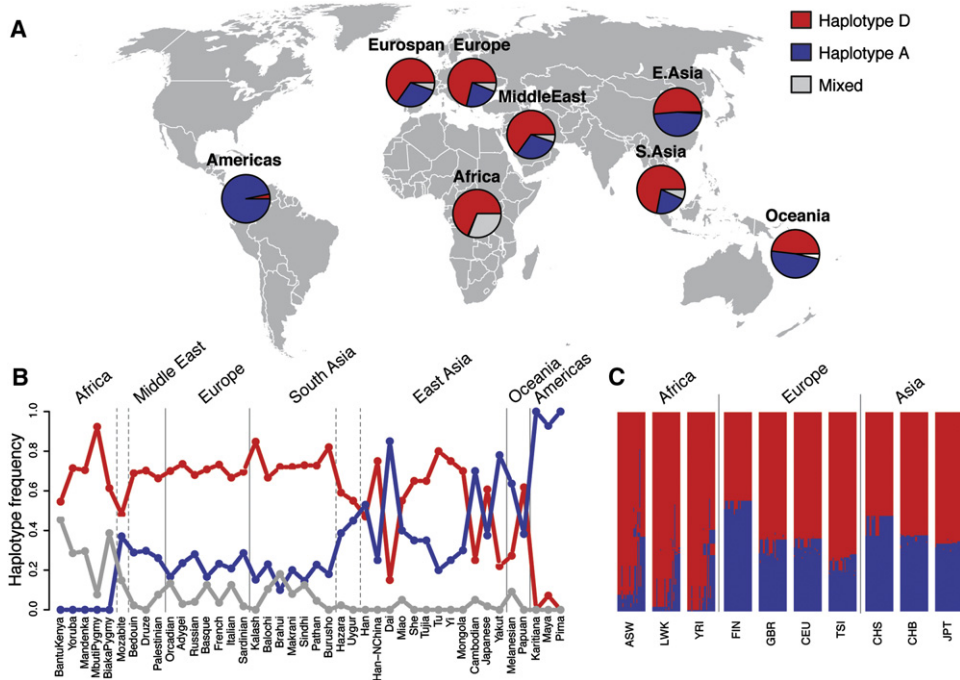 A
Haplotype D
Haplotype A
Mixed
Eurospan Europe
E.Asia
MiddleEast
Americas
S.Asia
Africa
Oceania
B
Africa
Middle East
Europe
South Asia
East Asia
Oceania
Americas
Haplotype frequency
1.0
0.8
0.6
0.4
0.2
0.0
BantuKenya
Yoruba
Mandenka
MbutiPygmy
BiakaPygmy
Mozabite
Bedouin
Druze
Palestinian
Orcadian
Adygei
Russian
Basque
French
Italian
Sardinian
Kalash
Balochi
Brahui
Makrani
Sindhi
Pathan
Burusho
Hazara
Uygur
Han
Han-NChina
Dai
Miao
She
Tujia
Tu
Yi
Mongola
Cambodian
Japanese
Yakut
Melanesian
Papuan
Karitiana
Maya
Pima
C
Africa
Europe
Asia
ASW
LWK
YRI
FIN
GBR
CEU
TSI
CHS
CHB
JPT